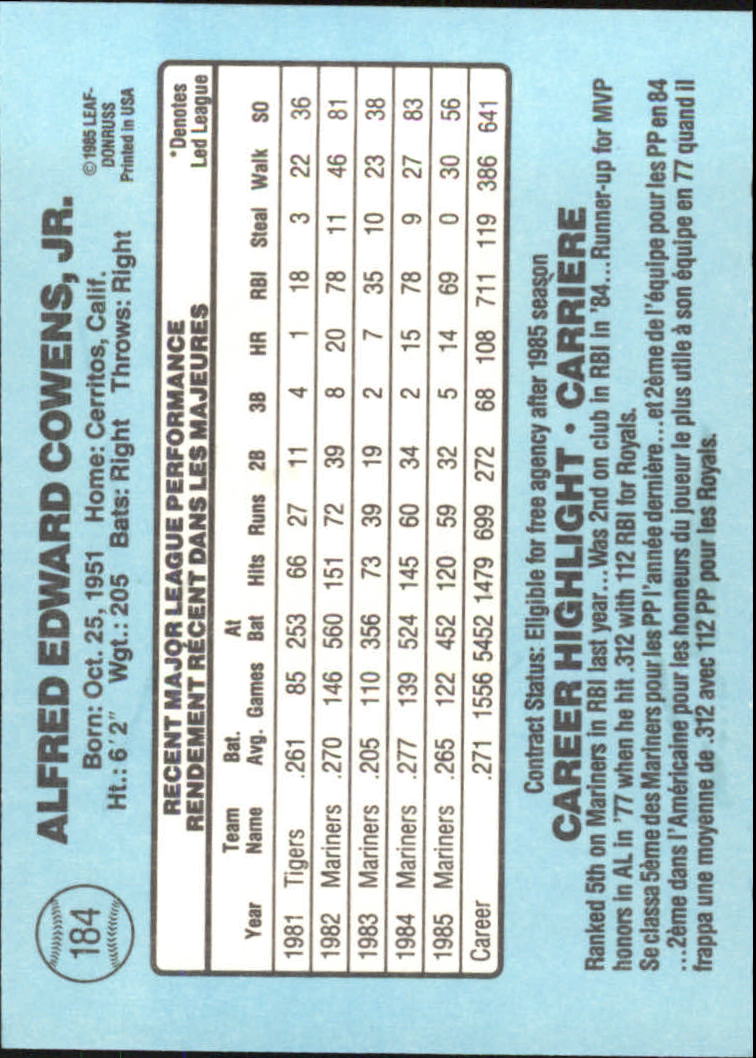 184
ALFRED EDWARD COWENS, JR.
Born: Oct. 25, 1951 Home: Cerritos, Calif.
Ht.: 6'2" Wgt.: 205 Bats: Right Throws: Right
© 1985 LEAF-
DONRUSS
Printed in USA
RECENT MAJOR LEAGUE PERFORMANCE
RENDEMENT RÉCENT DANS LES MAJEURES
*Denotes
Led League
Year Team Name Bat. Avg. Games At Bat Hits Runs 2B 3B HR RBI Steal Walk SO
1981 Tigers .261 85 253 66 27 11 4 1 18 3 22 36
1982 Mariners .270 146 560 151 72 39 8 20 78 11 46 81
1983 Mariners .205 110 356 73 39 19 2 7 35 10 23 38
1984 Mariners .277 139 524 145 60 34 2 15 78 9 27 83
1985 Mariners .265 122 452 120 59 32 5 14 69 0 30 56
Career .271 1556 5452 1479 699 272 68 108 711 119 386 641
Contract Status: Eligible for free agency after 1985 season
CAREER HIGHLIGHT • CARRIERE
Ranked 5th on Mariners in RBI last year...Was 2nd on club in RBI in '84...Runner-up for MVP
honors in AL in '77 when he hit .312 with 112 RBI for Royals.
Se classa 5ème des Mariners pour les PP l'année dernière...et 2ème de l'équipe pour les PP en 84
...2ème dans l'Américaine pour les honneurs du joueur le plus utile à son équipe en 77 quand il
frappa une moyenne de .312 avec 112 PP pour les Royals.